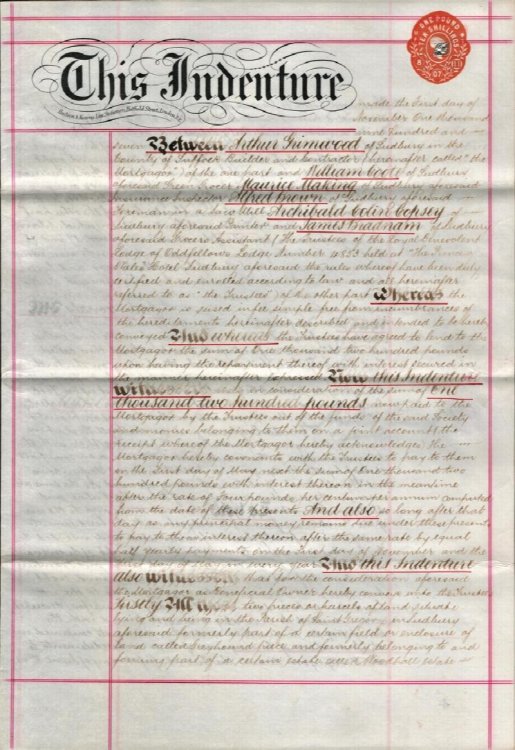 This Indenture
ONE POUND &
TEN SHILLINGS
8 07
made the First day of
November One thousand
nine hundred and
seven Between Arthur Grimwood of Sudbury in the
County of Suffolk Builder and Contractor (hereinafter called "the
Mortgagor") of the one part and William Coote of Sudbury
aforesaid Green Grocer Maurice Making of Sudbury aforesaid
Insurance Inspector Alfred Brown of Sudbury aforesaid
Foreman in a Saw Mill Archibald Colin Copsey of
Sudbury aforesaid Painter and James Deadnam of Sudbury
aforesaid Grocers Assistant (The Trustees of the Loyal Benevolent
Lodge of Oddfellows Lodge Number 4853 held at "The Prince of
Wales" Hotel Sudbury aforesaid the rules whereof have been duly
certified and enrolled according to law and all hereinafter
referred to as "the Trustees") of the other part Whereas the
Mortgagor is seised in fee simple free from incumbrances of
the hereditaments hereinafter described and intended to be hereby
conveyed And whereas the Trustees have agreed to lend to the
Mortgagor the sum of One thousand two hundred pounds
upon having the repayment thereof with interest secured in
the manner hereinafter expressed Now this Indenture
witnesseth that in consideration of the sum of One
thousand two hundred pounds now paid to the
Mortgagor by the Trustees out of the funds of the said Society
and monies belonging to them on a joint account the
receipt whereof the Mortgagor hereby acknowledges The
Mortgagor hereby covenants with the Trustees to pay to them
on the First day of May next the sum of One thousand two
hundred pounds with interest thereon in the meantime
after the rate of Four pounds per centum per annum computed
from the date of these presents And also so long after that
day as any principal money remains due under these presents
to pay to them interest thereon after the same rate by equal
half yearly payments on the First day of November and the
First day of May in every year And this Indenture
also witnesseth that for the consideration aforesaid
the Mortgagor as Beneficial Owner hereby conveys unto the Trustees
Firstly All those two pieces or parcels of land situate
lying and being in the Parish of Saint Gregory in Sudbury
aforesaid formerly part of a certain field or enclosure of
land called Greyhound piece and formerly belonging to and
forming part of a certain estate called Woodhall Estate